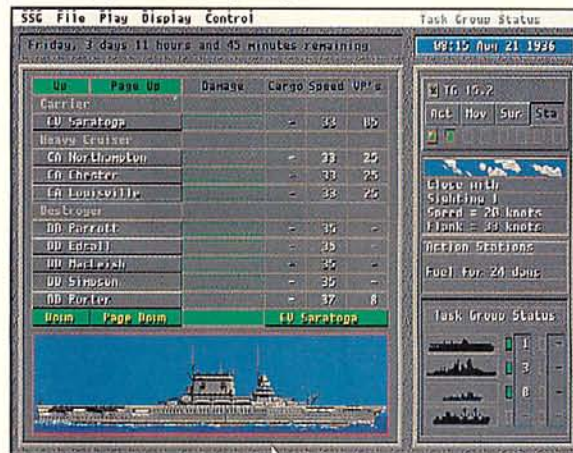 SSG File Play Display Control
Task Group Status
Friday, 3 days 11 hours and 45 minutes remaining
08:15 Aug 21 1936
Up Page Up Damage Cargo Speed VP's
Carrier
CV Saratoga - 33 85
Heavy Cruiser
CA Northampton - 33 25
CA Chester - 33 25
CA Louisville - 33 25
Destroyer
DD Parrott - 35 -
DD Edsall - 35 -
DD MacLeish - 35 -
DD Simpson - 35 -
DD Porter - 37 8
Down Page Down CV Saratoga
TG 15.2
Act Mov Sur Sta
Close with
Sighting 1
Speed = 20 knots
Flank = 33 knots
Action Stations
Fuel for 24 days
Task Group Status
1 -
3 -
8 -
-